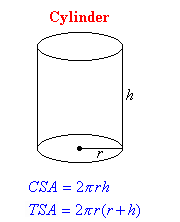 Cylinder
h
r
CSA = 2πrh
TSA = 2πr(r + h)